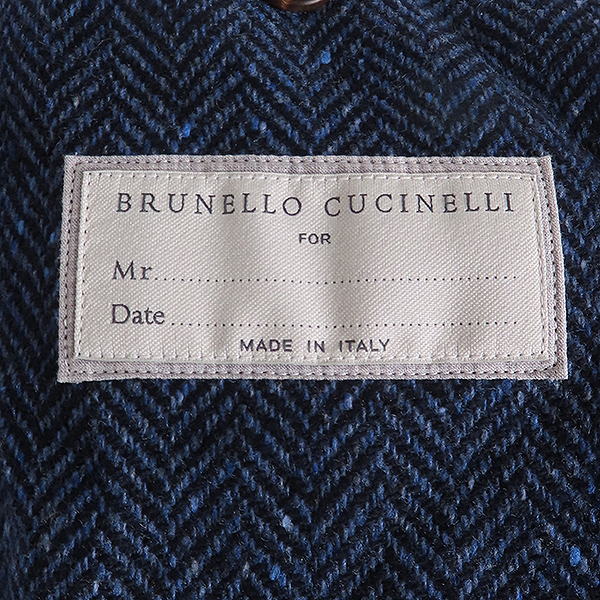 BRUNELLO CUCINELLI
FOR
Mr...............................................
Date..............................................
MADE IN ITALY